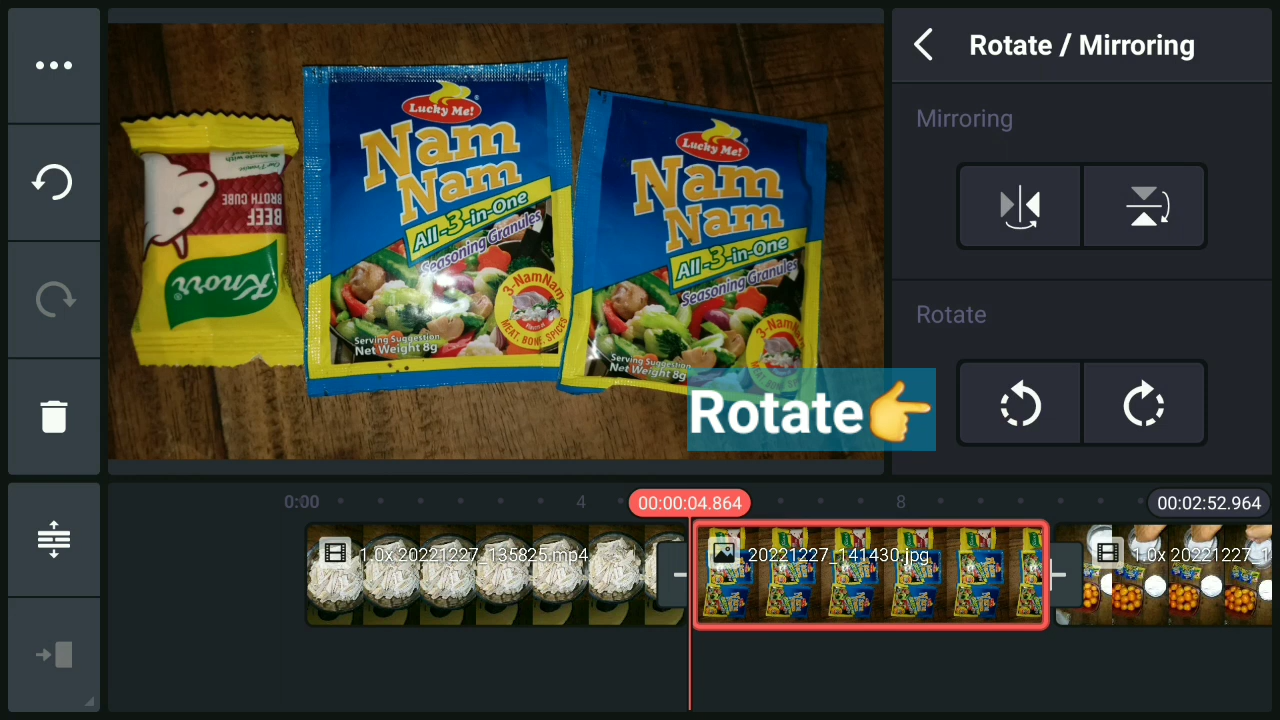 Rotate / Mirroring
Mirroring
Rotate
Lucky Me!
Nam
Nam
All-3-in-One
Seasoning Granules
3-NamNam
MEAT, BONE, SPICES
Serving Suggestion
Net Weight 8g
Lucky Me!
Nam
Nam
All-3-in-One
Seasoning Granules
Serving Suggestion
Net Weight 8g
BEEF
BROTH CUBE
Knorr
Rotate👉
0:00
4
00:00:04.864
8
00:02:52.964
1.0x 20221227_135825.mp4
20221227_141430.jpg
1.0x 20221227_1